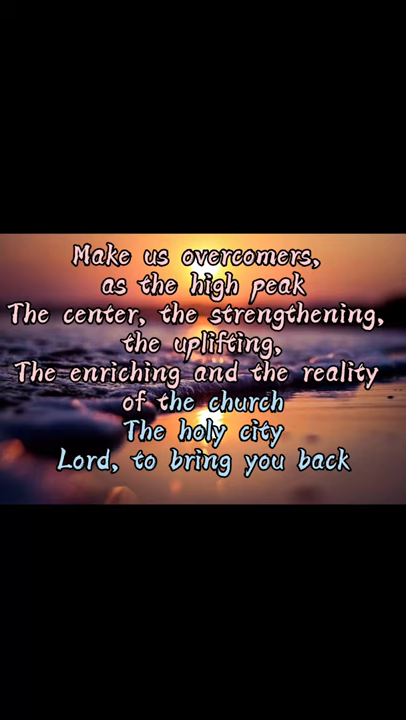 Make us overcomers,
as the high peak
The center, the strengthening,
the uplifting,
The enriching and the reality
of the church
The holy city
Lord, to bring you back